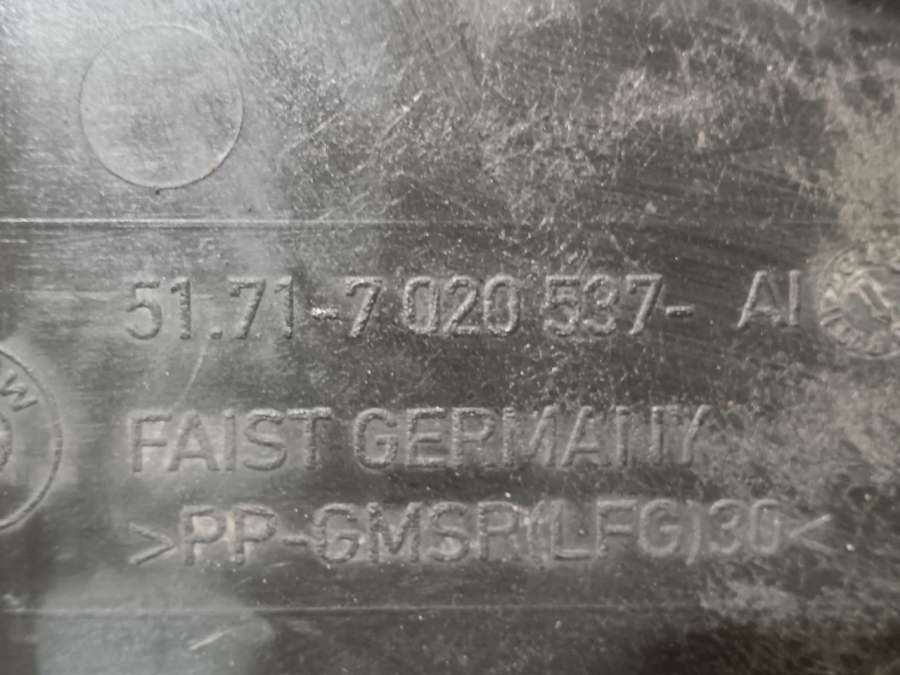 51.71-7 020 537- AI
W
FAIST GERMANY
>PP-GMSR(LFG)30<